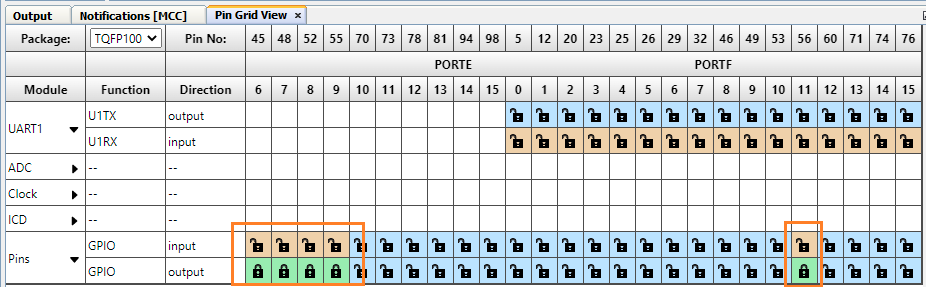 Output Notifications [MCC] Pin Grid View ×
Package: TQFP100 Pin No: 45 48 52 55 70 73 78 81 94 98 5 12 20 23 25 26 32 46 49 50 53 56 60 71 74 76
PORTE PORTF
Module Function Direction 6 7 8 9 10 11 12 13 14 15 0 1 2 3 4 5 6 7 8 9 10 11 12 13 14 15
UART1
U1TX output
U1RX input
ADC -- --
Clock -- --
ICD -- --
Pins
GPIO input
GPIO output